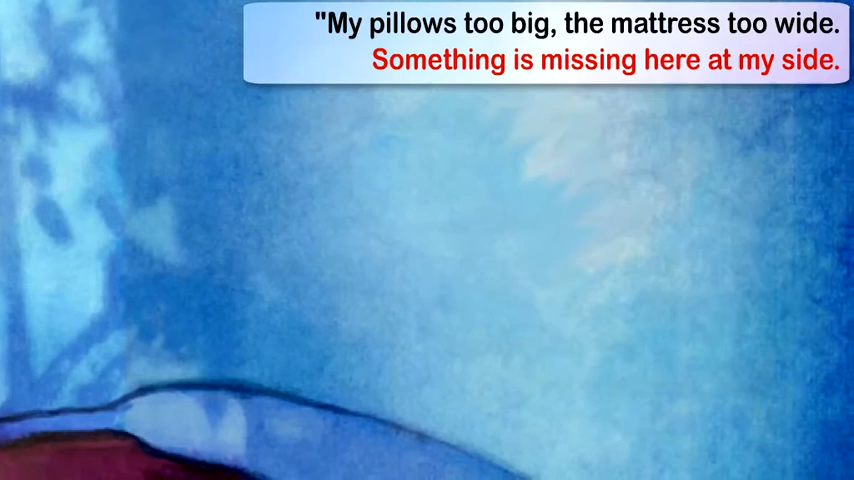 "My pillows too big, the mattress too wide.
Something is missing here at my side.